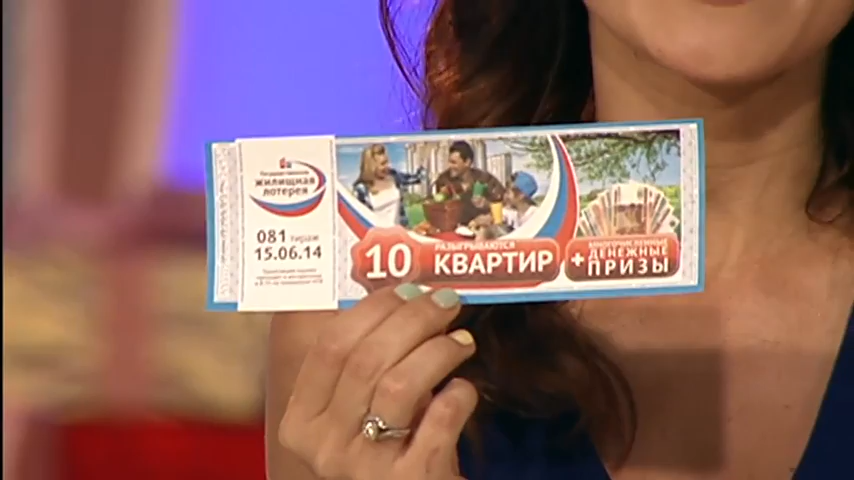 Государственная
жилищная
лотерея
081 тираж
15.06.14
10
РАЗЫГРЫВАЮТСЯ
КВАРТИР
+
МНОГОЧИСЛЕННЫЕ
ДЕНЕЖНЫЕ
ПРИЗЫ